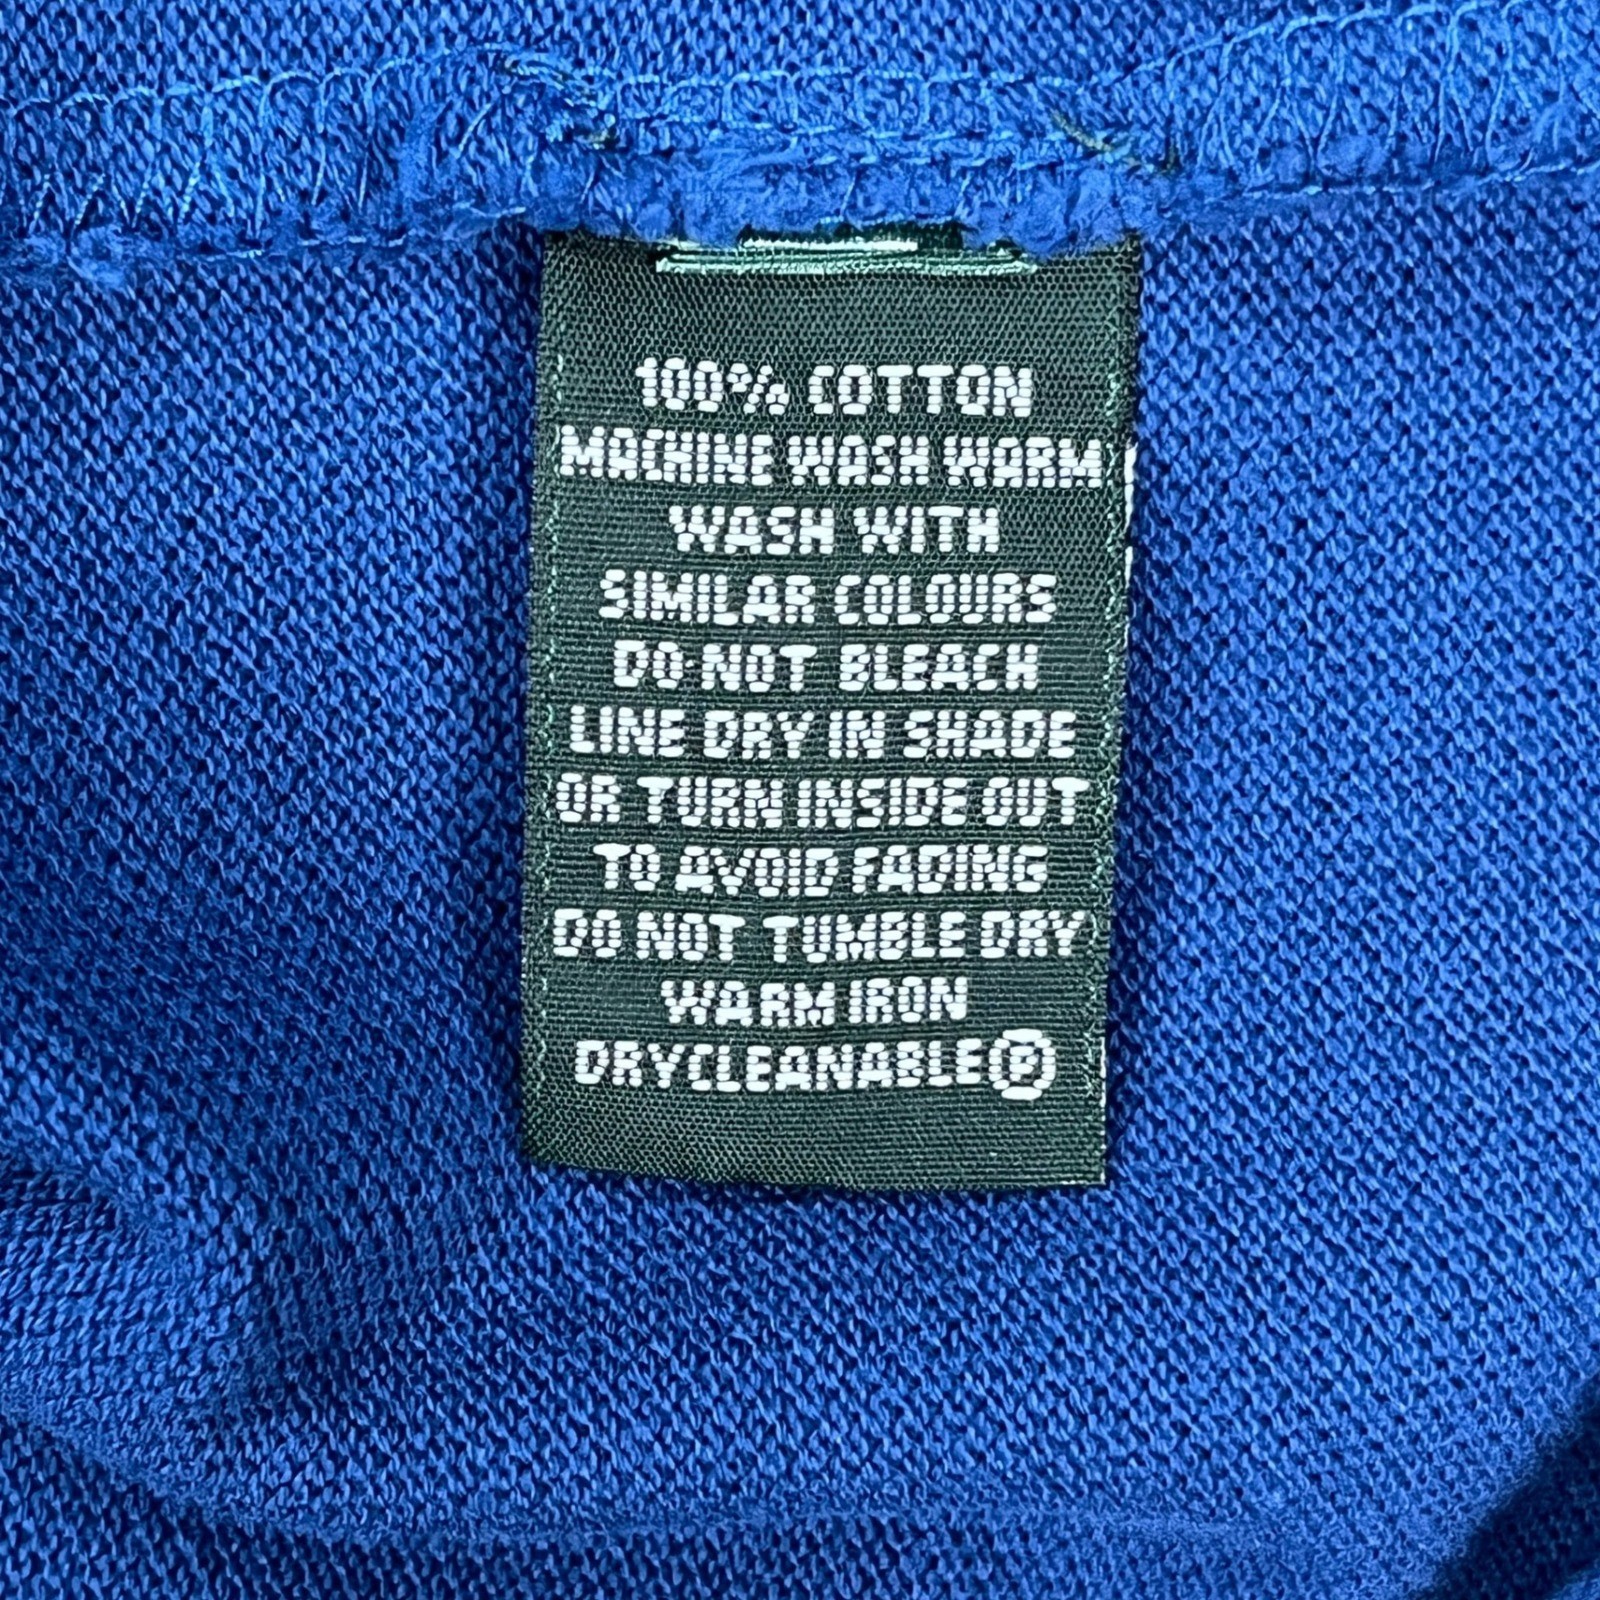 100% COTTON
MACHINE WASH WARM
WASH WITH
SIMILAR COLOURS
DO NOT BLEACH
LINE DRY IN SHADE
OR TURN INSIDE OUT
TO AVOID FADING
DO NOT TUMBLE DRY
WARM IRON
DRYCLEANABLE Ⓟ